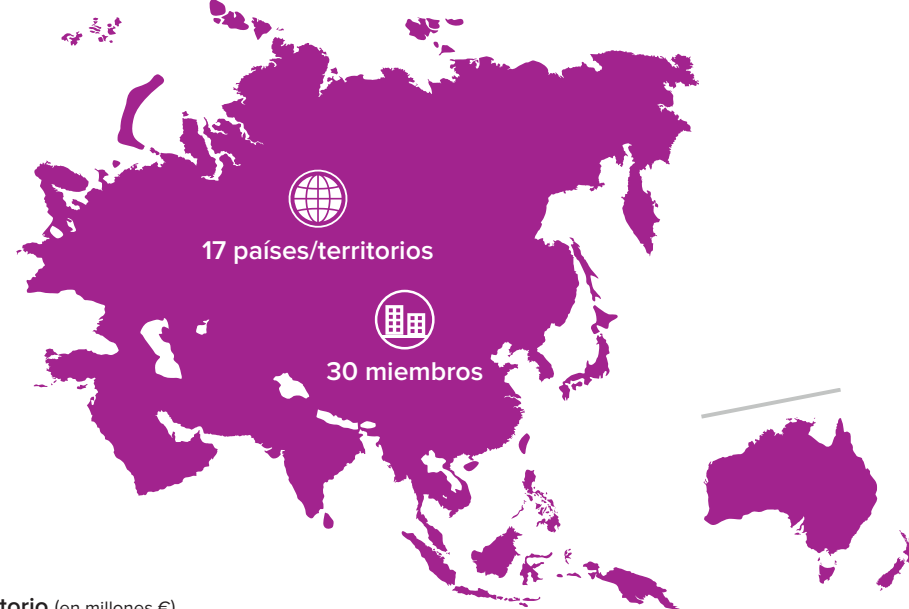 17 países/territorios
30 miembros
(en millones €)